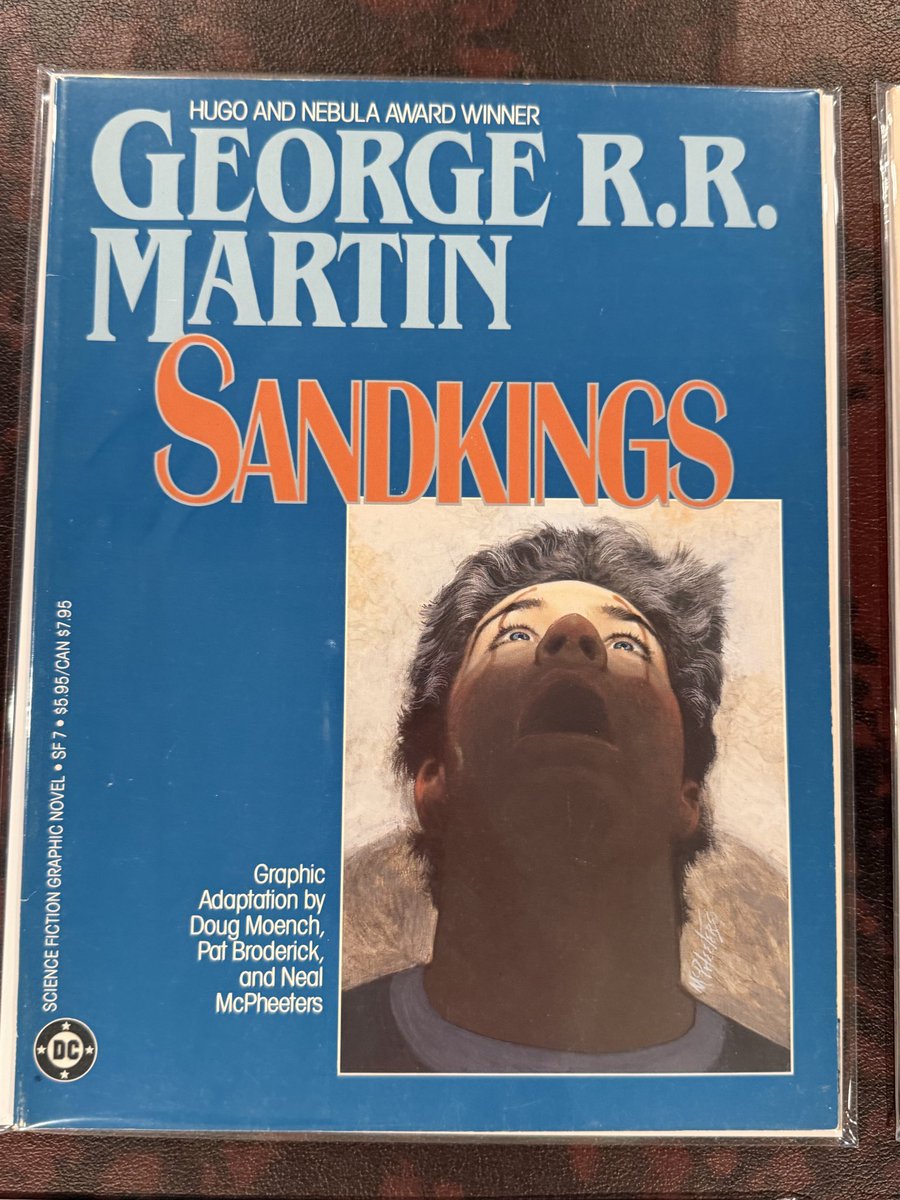 HUGO AND NEBULA AWARD WINNER
GEORGE R.R.
MARTIN
SANDKINGS
SCIENCE FICTION GRAPHIC NOVEL • SF 7 • $5.95/CAN $7.95
Graphic
Adaptation by
Doug Moench,
Pat Broderick,
and Neal
McPheeters
McPheeters
DC